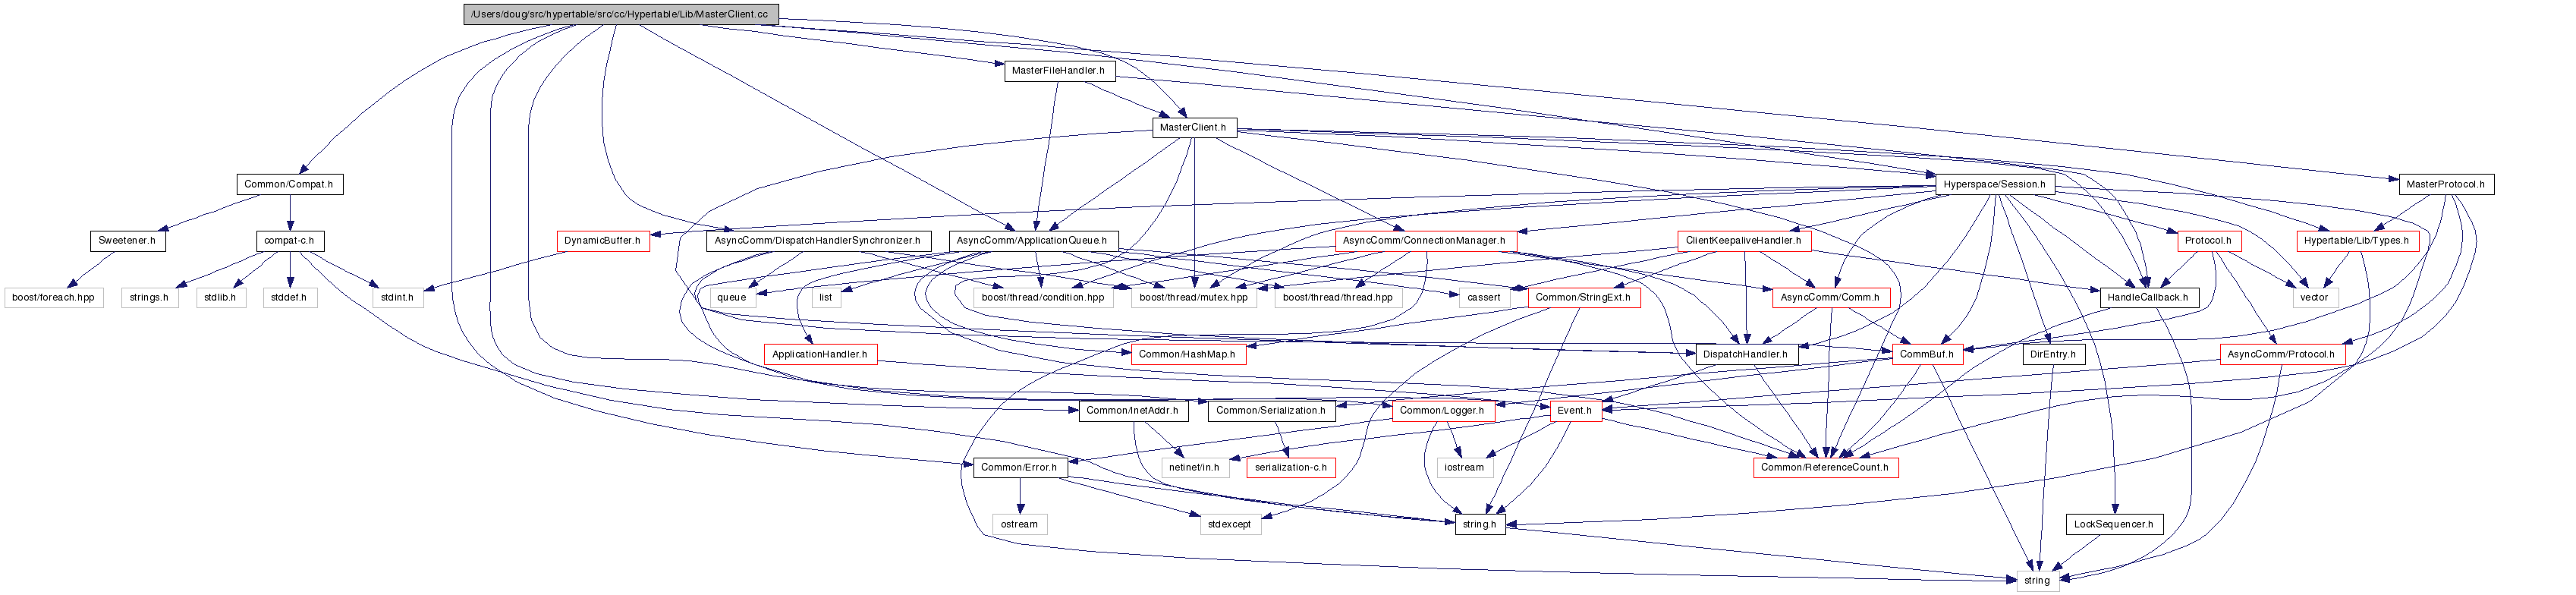 /Users/doug/src/hypertable/src/cc/Hypertable/Lib/MasterClient.cc
MasterFileHandler.h
MasterClient.h
Common/Compat.h
Hyperspace/Session.h
MasterProtocol.h
Sweetener.h
compat-c.h
DynamicBuffer.h
AsyncComm/DispatchHandlerSynchronizer.h
AsyncComm/ApplicationQueue.h
AsyncComm/ConnectionManager.h
ClientKeepaliveHandler.h
Protocol.h
Hypertable/Lib/Types.h
boost/foreach.hpp
strings.h
stdlib.h
stddef.h
stdint.h
queue
list
boost/thread/condition.hpp
boost/thread/mutex.hpp
boost/thread/thread.hpp
cassert
Common/StringExt.h
AsyncComm/Comm.h
HandleCallback.h
vector
ApplicationHandler.h
Common/HashMap.h
DispatchHandler.h
CommBuf.h
DirEntry.h
AsyncComm/Protocol.h
Common/InetAddr.h
Common/Serialization.h
Common/Logger.h
Event.h
Common/Error.h
netinet/in.h
serialization-c.h
iostream
Common/ReferenceCount.h
ostream
stdexcept
string.h
LockSequencer.h
string